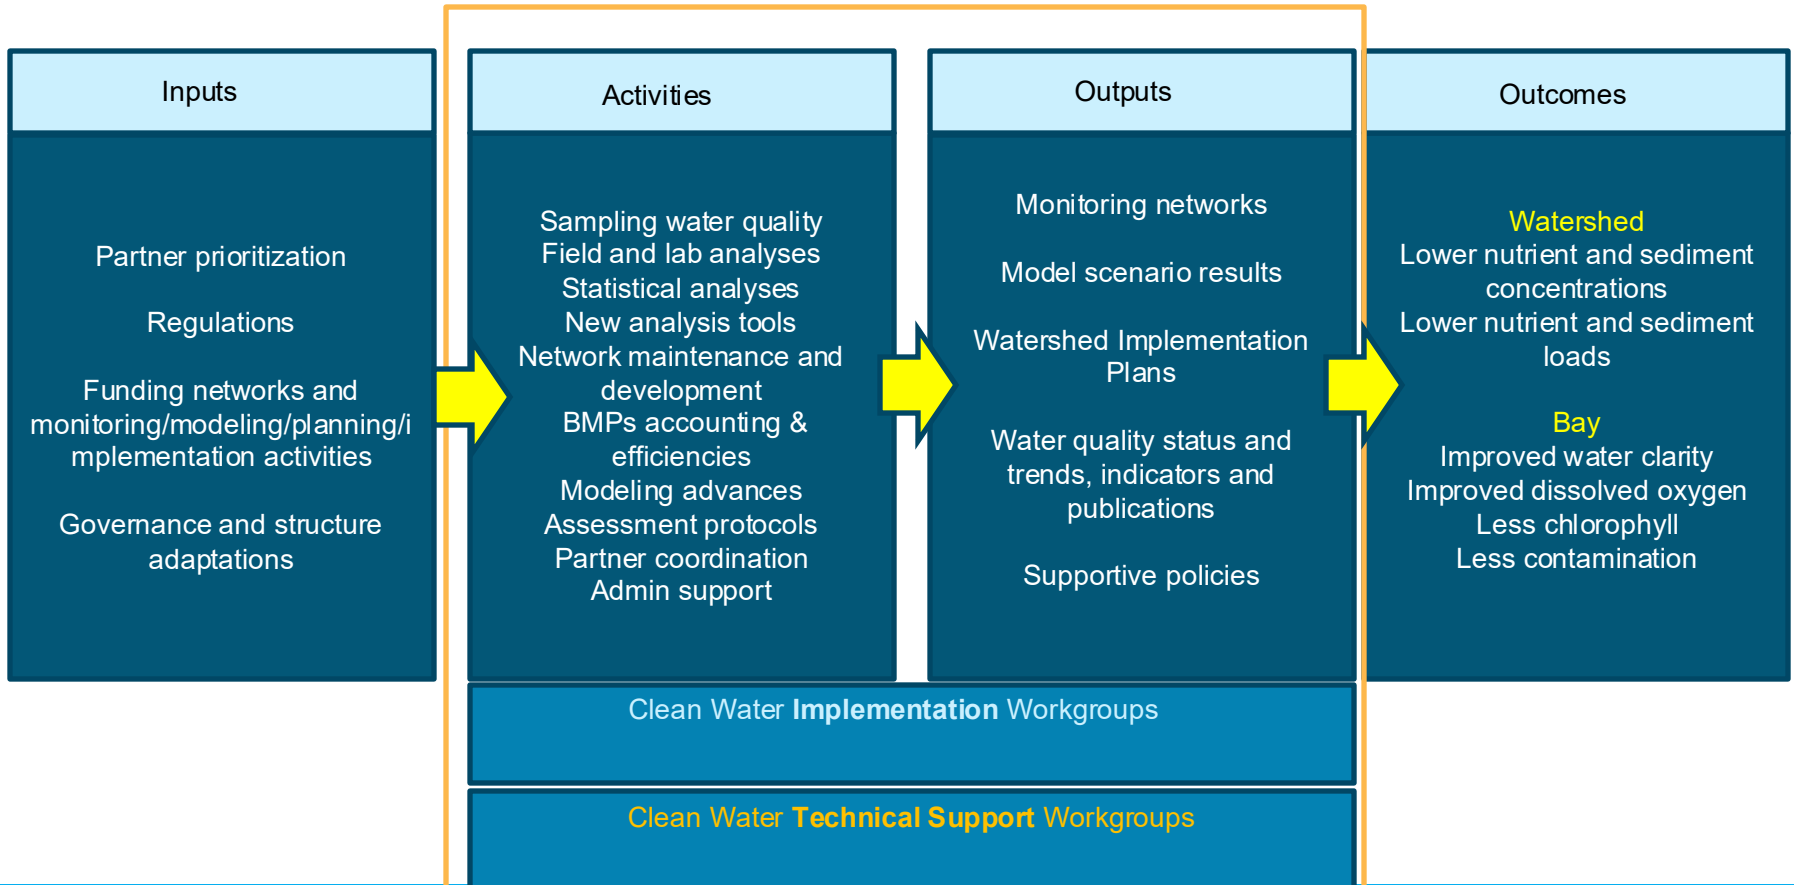 Inputs
Partner prioritization
Regulations
Funding networks and
monitoring/modeling/planning/i
mplementation activities
Governance and structure
adaptations
Activities
Sampling water quality
Field and lab analyses
Statistical analyses
New analysis tools
Network maintenance and
development
BMPs accounting &
efficiencies
Modeling advances
Assessment protocols
Partner coordination
Admin support
Outputs
Monitoring networks
Model scenario results
Watershed Implementation
Plans
Water quality status and
trends, indicators and
publications
Supportive policies
Outcomes
Watershed
Lower nutrient and sediment
concentrations
Lower nutrient and sediment
loads
Bay
Improved water clarity
Improved dissolved oxygen
Less chlorophyll
Less contamination
Clean Water Implementation Workgroups
Clean Water Technical Support Workgroups